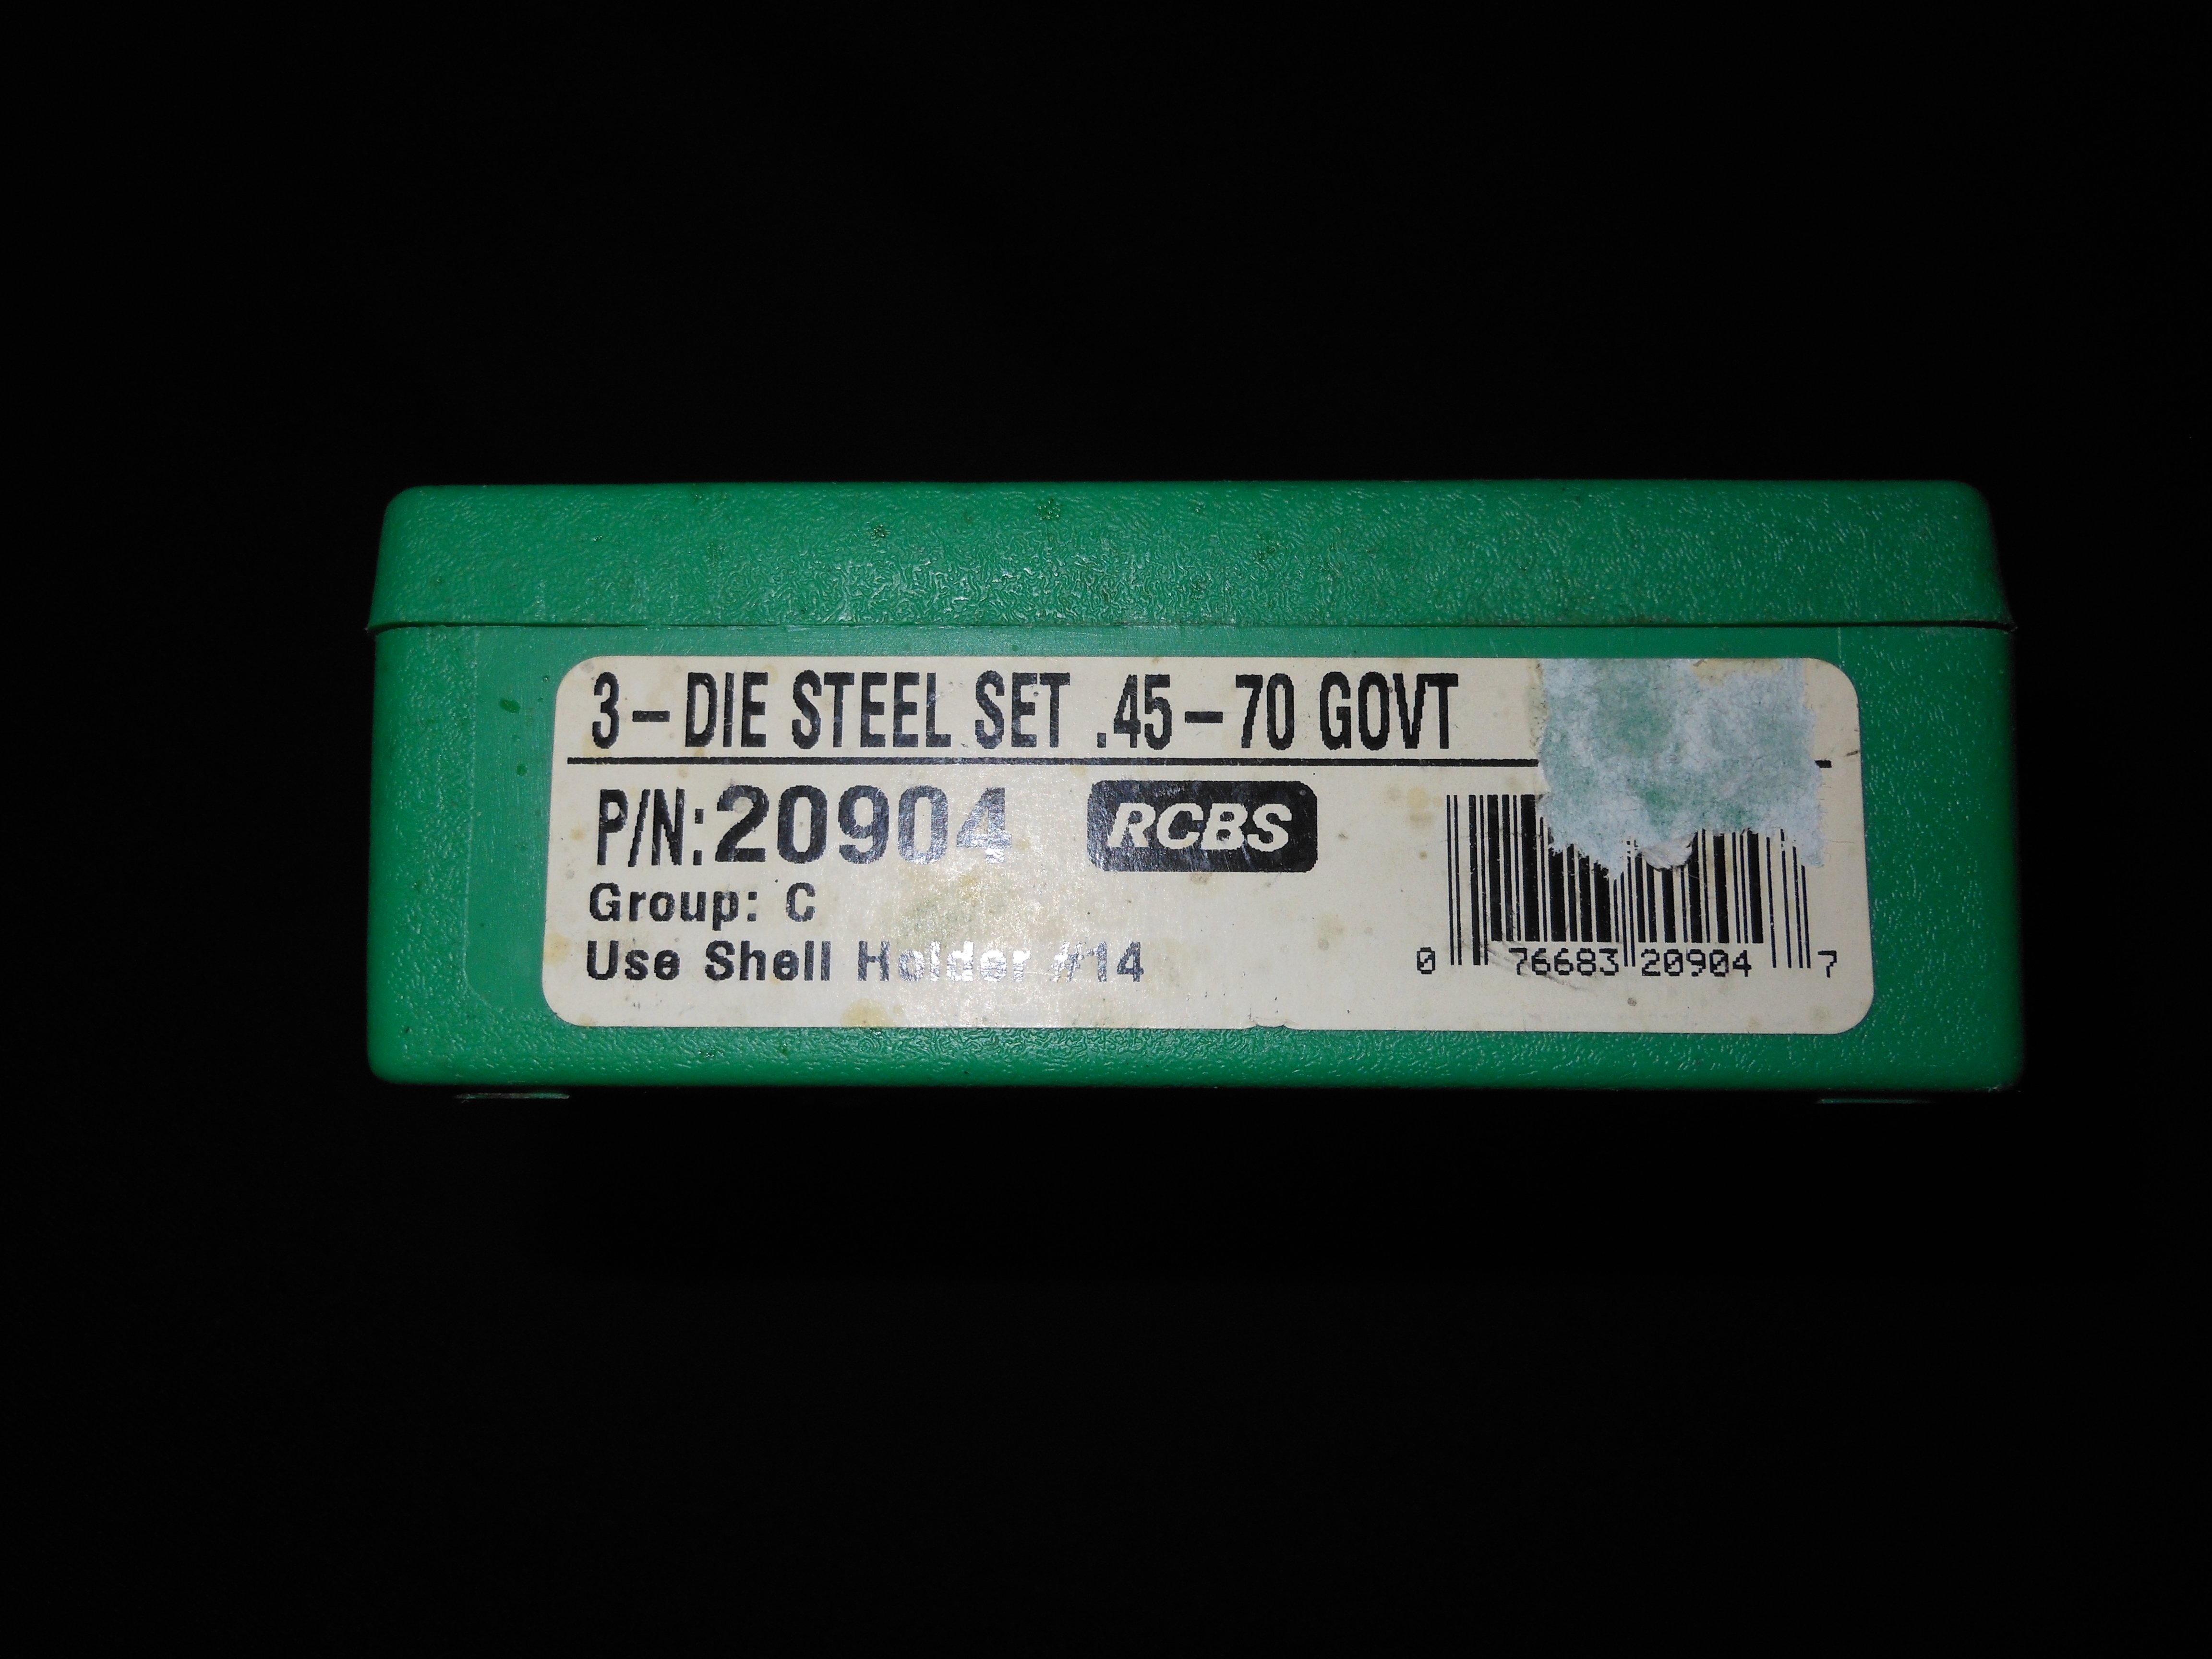 3-DIE STEEL SET .45-70 GOVT
P/N:20904 RCBS
Group: C
Use Shell Holder #14
0 76683 20904 7